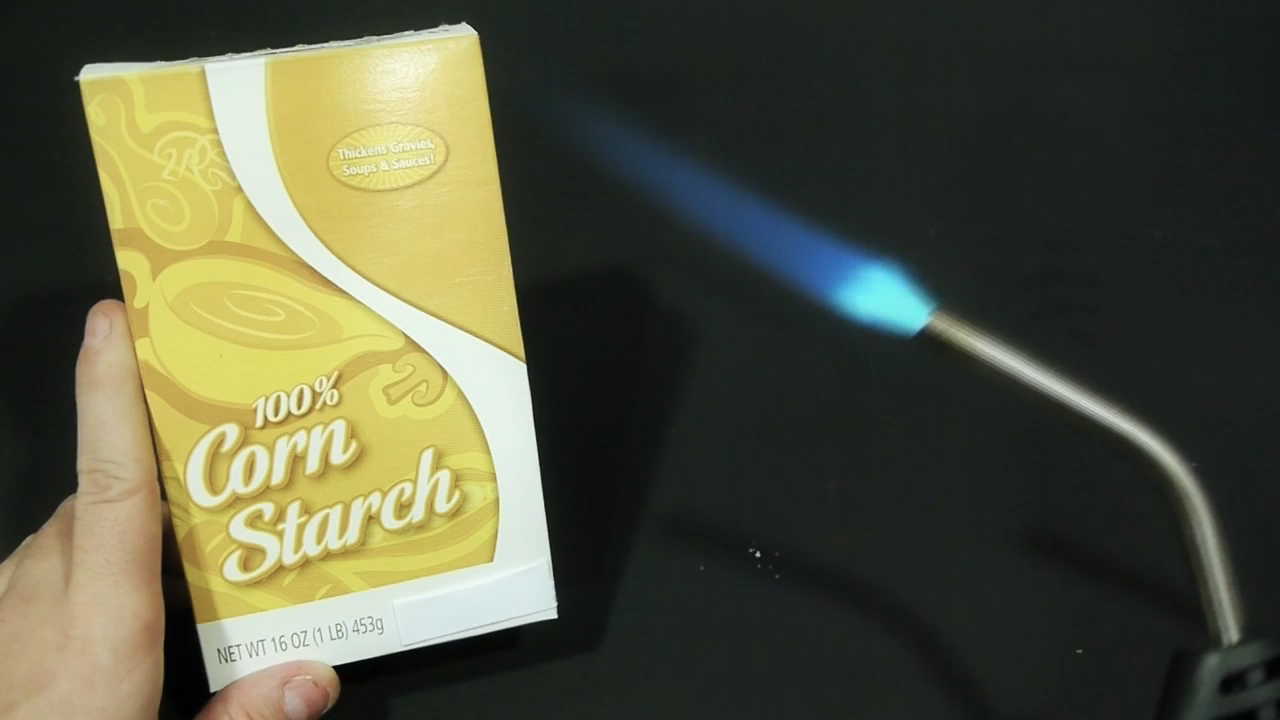 Thickens Gravies,
Soups & Sauces!
100%
Corn
Starch
NET WT 16 OZ (1 LB) 453g